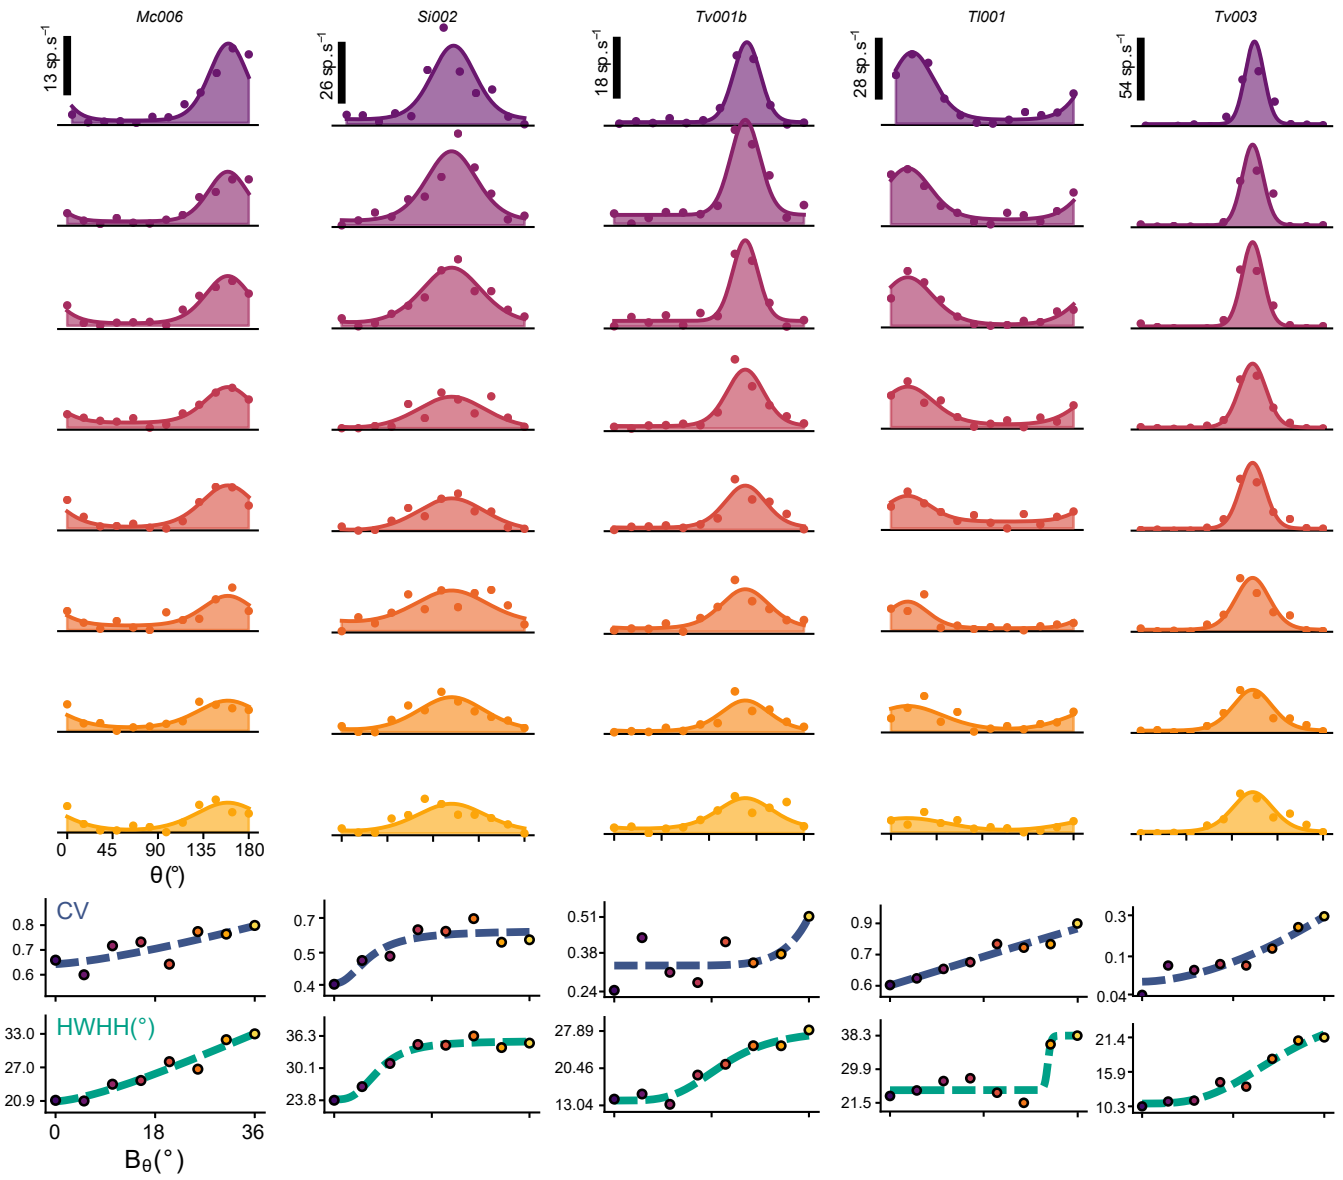 Mc006 Si002 Tv001b Tl001 Tv003
13 sp.s⁻¹ 26 sp.s⁻¹ 18 sp.s⁻¹ 28 sp.s⁻¹ 54 sp.s⁻¹
0 45 90 135 180
θ(°)
CV
0.8 0.7 0.6
0.7 0.5 0.4
0.51 0.38 0.24
0.9 0.7 0.6
0.3 0.1 0.04
HWHH(°)
33.0 27.0 20.9
36.3 30.1 23.8
27.89 20.46 13.04
38.3 29.9 21.5
21.4 15.9 10.3
0 18 36
Bθ(°)